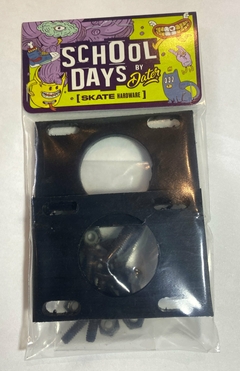 SCHOOL
DAYS BY Dater
[SKATE HARDWARE]